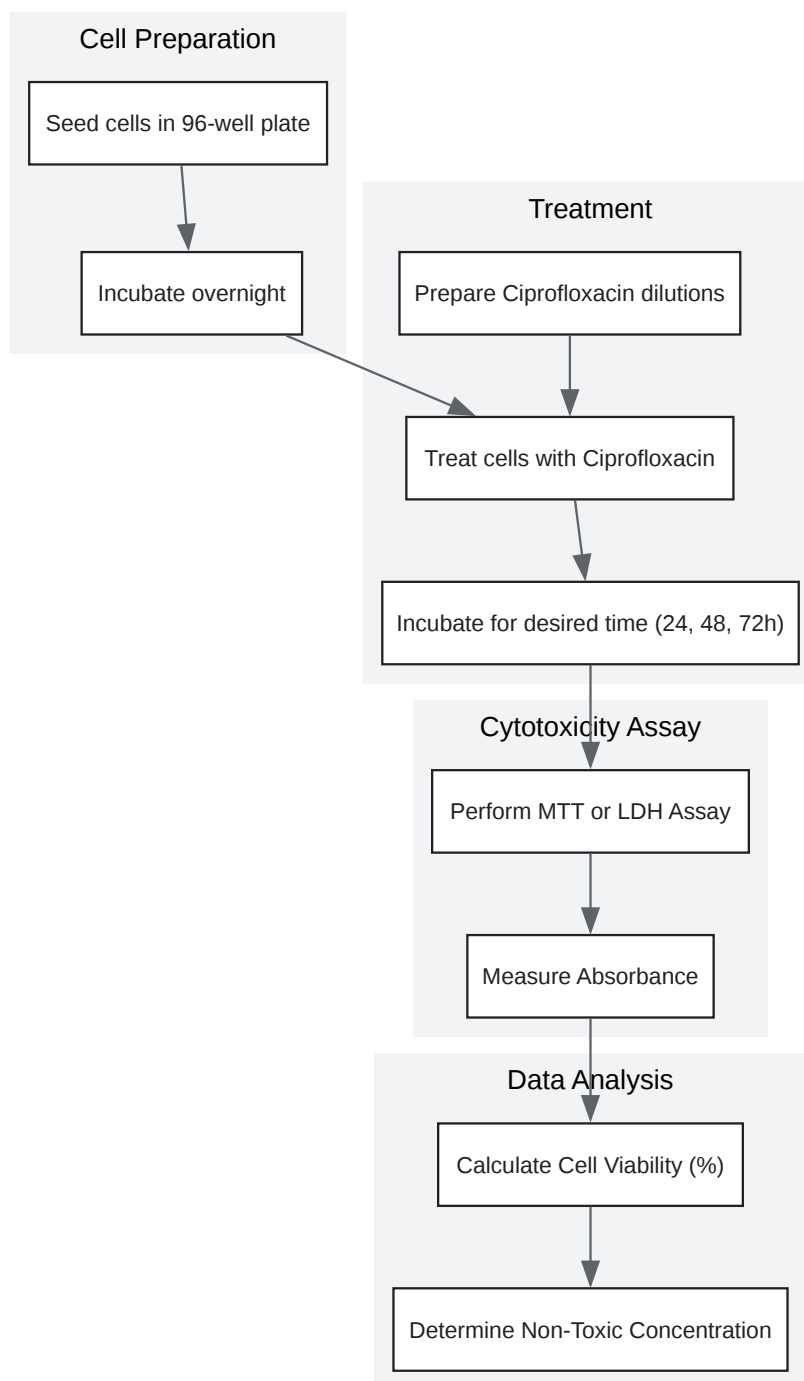 Cell Preparation
Seed cells in 96-well plate
Incubate overnight
Treatment
Prepare Ciprofloxacin dilutions
Treat cells with Ciprofloxacin
Incubate for desired time (24, 48, 72h)
Cytotoxicity Assay
Perform MTT or LDH Assay
Measure Absorbance
Data Analysis
Calculate Cell Viability (%)
Determine Non-Toxic Concentration